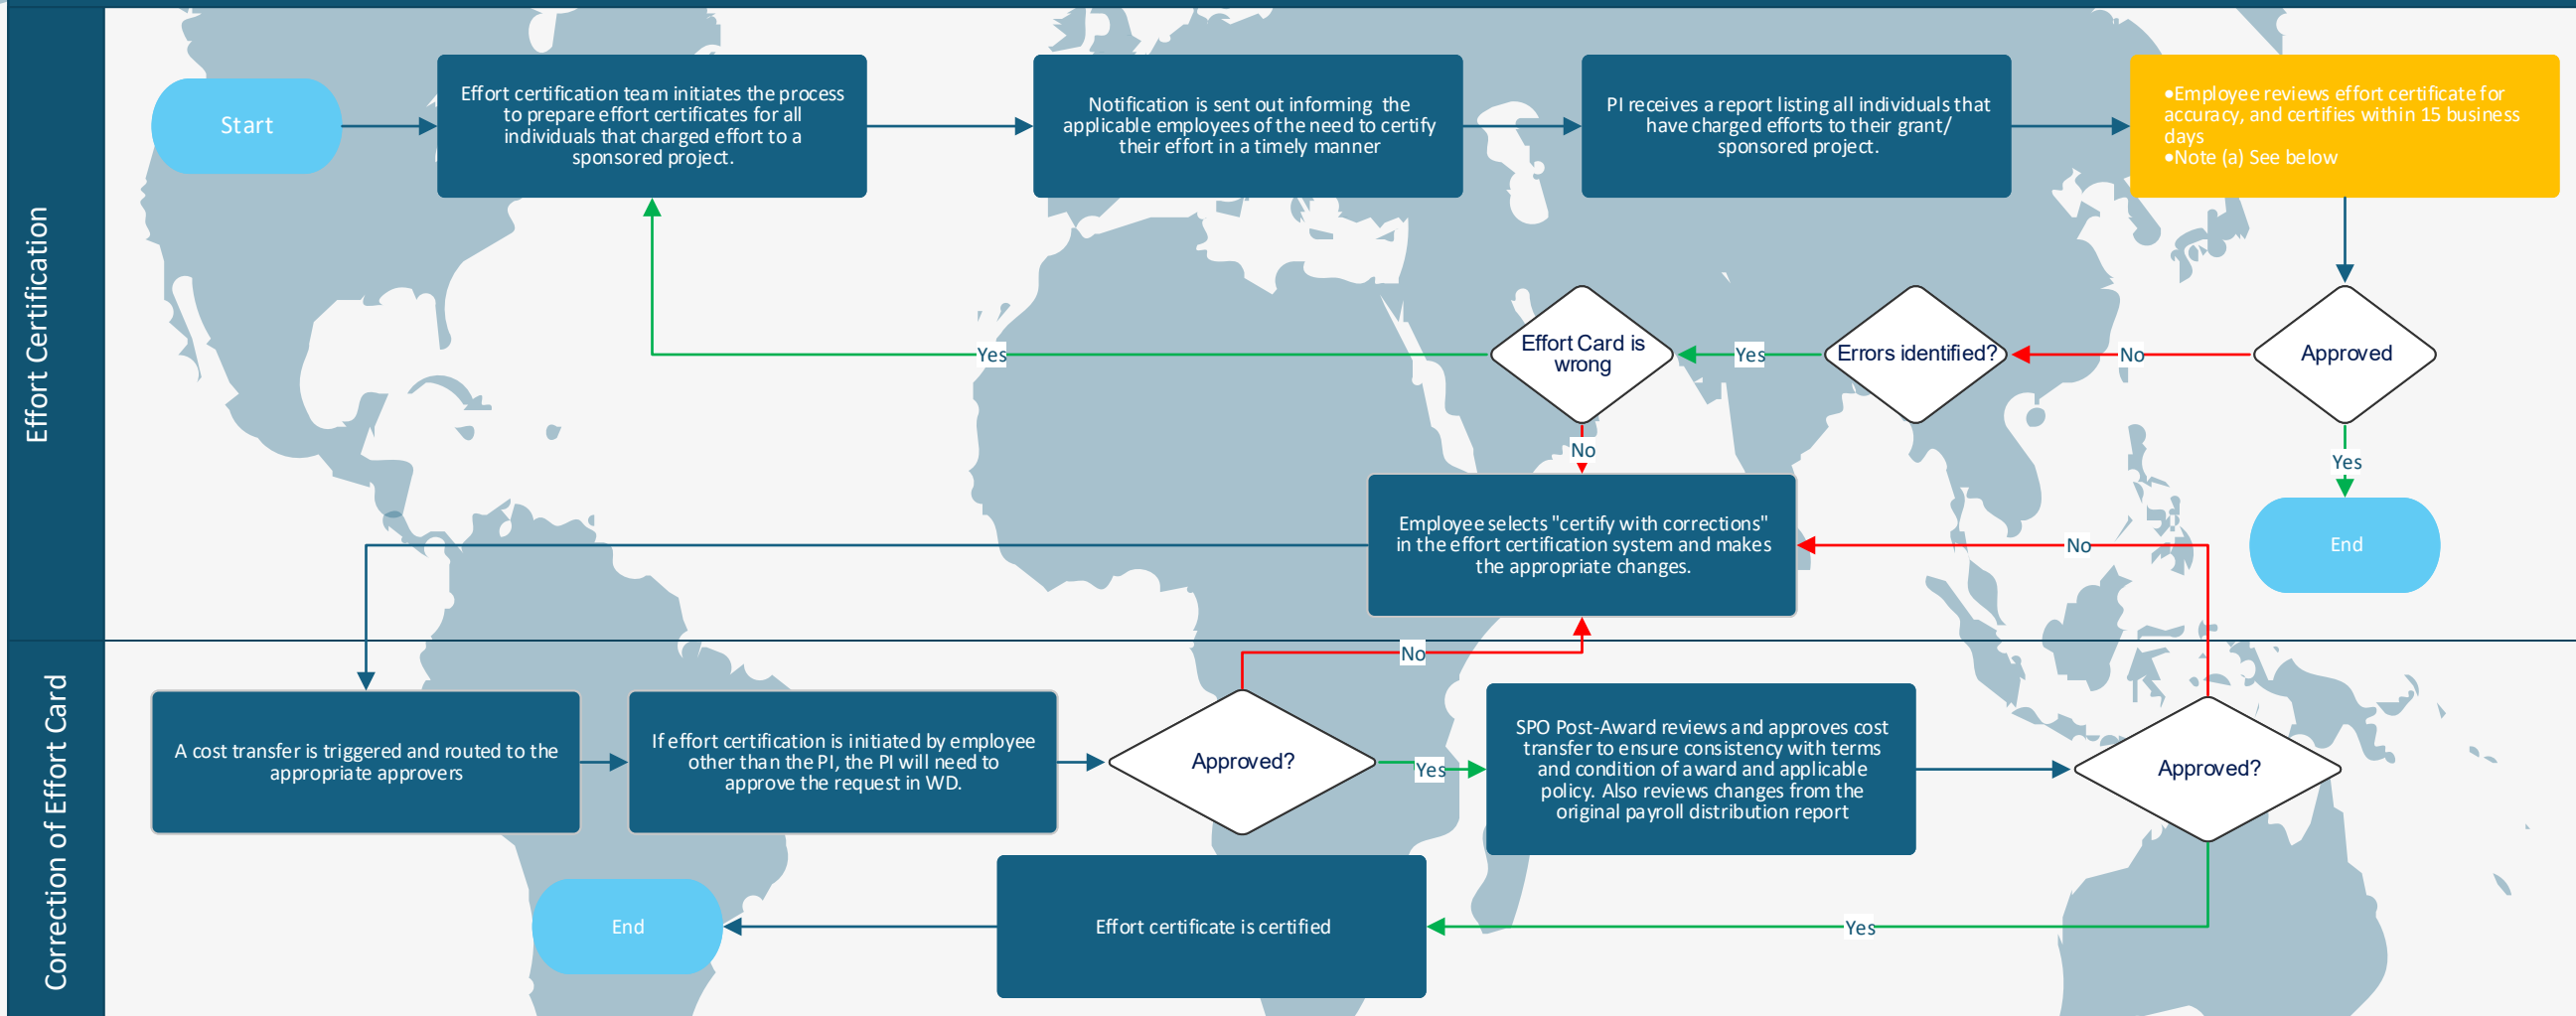 Effort Certification
Start
Effort certification team initiates the process
to prepare effort certificates for all
individuals that charged effort to a
sponsored project.
Notification is sent out informing the
applicable employees of the need to certify
their effort in a timely manner
PI receives a report listing all individuals that
have charged efforts to their grant/
sponsored project.
•Employee reviews effort certificate for
accuracy, and certifies within 15 business
days
•Note (a) See below
Approved
No
Errors identified?
Yes
Effort Card is
wrong
Yes
No
Yes
End
Employee selects "certify with corrections"
in the effort certification system and makes
the appropriate changes.
No
Correction of Effort Card
No
A cost transfer is triggered and routed to the
appropriate approvers
If effort certification is initiated by employee
other than the PI, the PI will need to
approve the request in WD.
Approved?
Yes
SPO Post-Award reviews and approves cost
transfer to ensure consistency with terms
and condition of award and applicable
policy. Also reviews changes from the
original payroll distribution report
Approved?
Yes
Effort certificate is certified
End